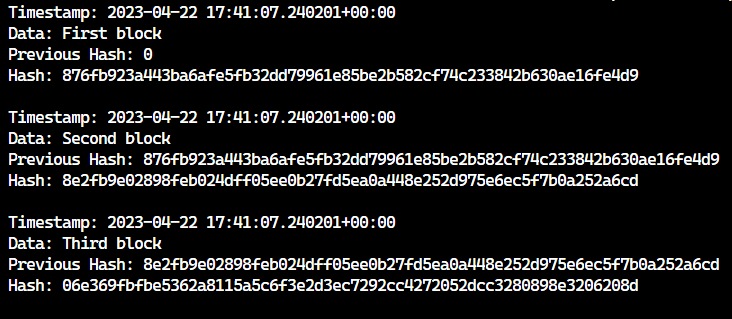 Timestamp: 2023-04-22 17:41:07.240201+00:00
Data: First block
Previous Hash: 0
Hash: 876fb923a443ba6afe5fb32dd79961e85be2b582cf74c233842b630ae16fe4d9
Timestamp: 2023-04-22 17:41:07.240201+00:00
Data: Second block
Previous Hash: 876fb923a443ba6afe5fb32dd79961e85be2b582cf74c233842b630ae16fe4d9
Hash: 8e2fb9e02898feb024dff05ee0b27fd5ea0a448e252d975e6ec5f7b0a252a6cd
Timestamp: 2023-04-22 17:41:07.240201+00:00
Data: Third block
Previous Hash: 8e2fb9e02898feb024dff05ee0b27fd5ea0a448e252d975e6ec5f7b0a252a6cd
Hash: 06e369fbfbe5362a8115a5c6f3e2d3ec7292cc4272052dcc3280898e3206208d